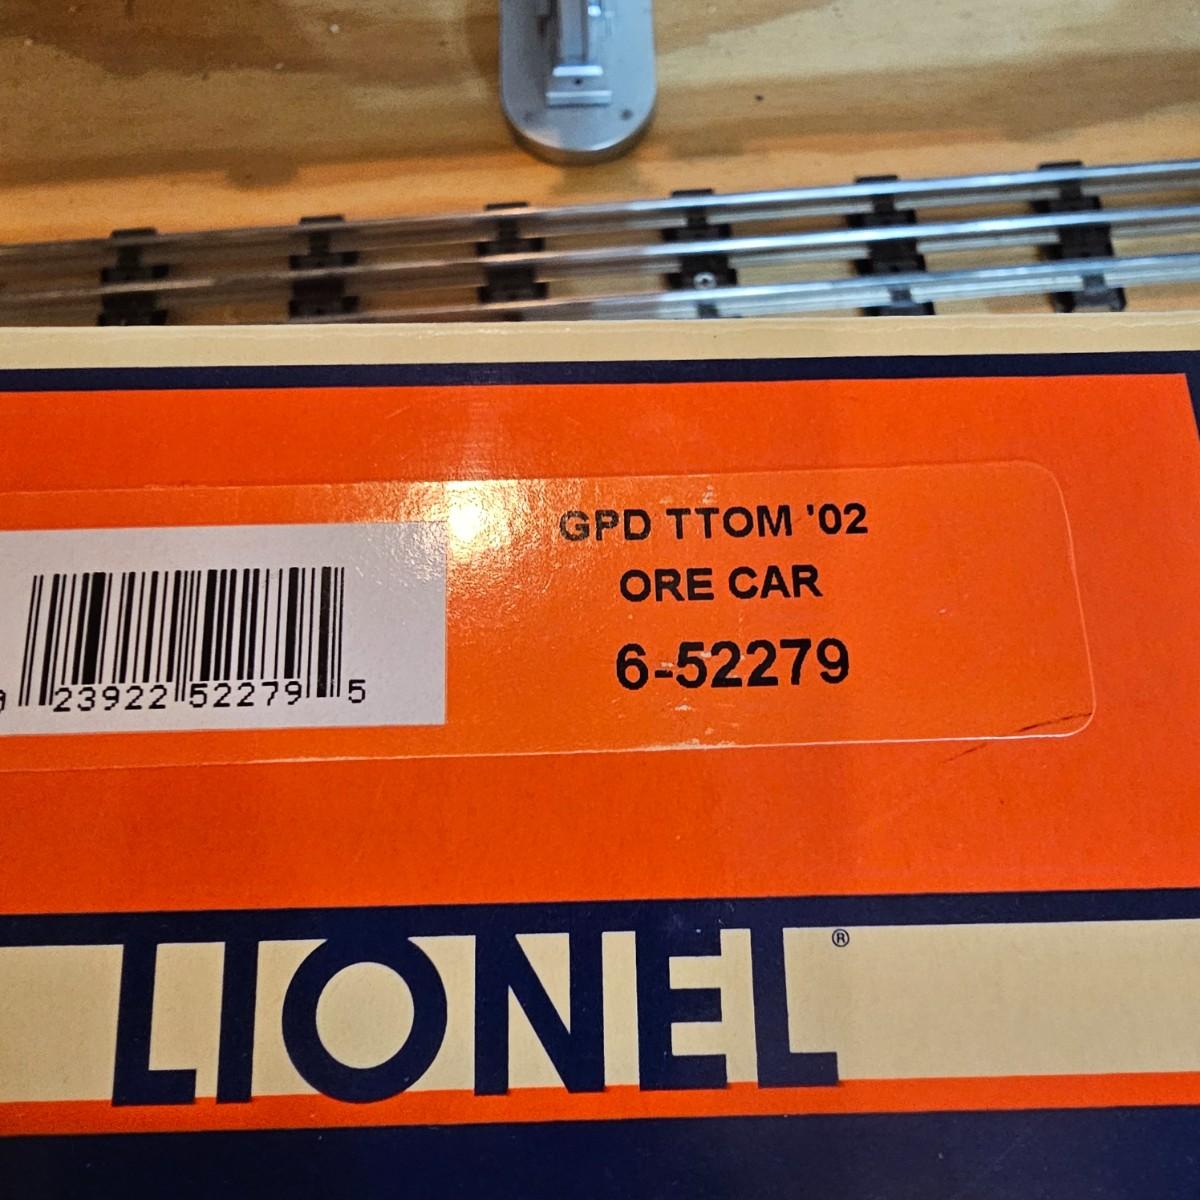 GPD TTOM '02
ORE CAR
6-52279
23922 52279 5
LIONEL®